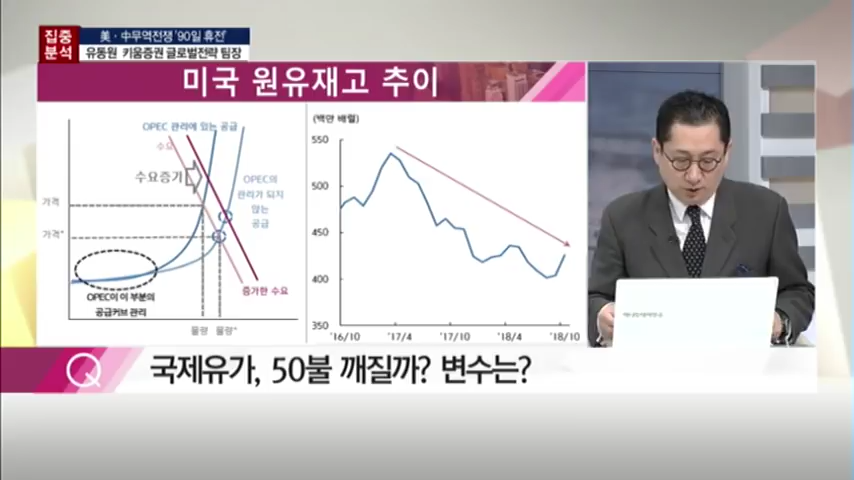 집중
분석
美·中무역전쟁 '90일 휴전'
유동원 키움증권 글로벌전략 팀장
미국 원유재고 추이
OPEC 관리에 있는 공급
수요
수요증가
OPEC의
관리가 되지
않는
공급
가격
가격*
OPEC이 이 부분의
공급커브 관리
증가한 수요
물량 물량*
(백만 배럴)
550
500
450
400
350
'16/10 '17/4 '17/10 '18/4 '18/10
Q 국제유가, 50불 깨질까? 변수는?